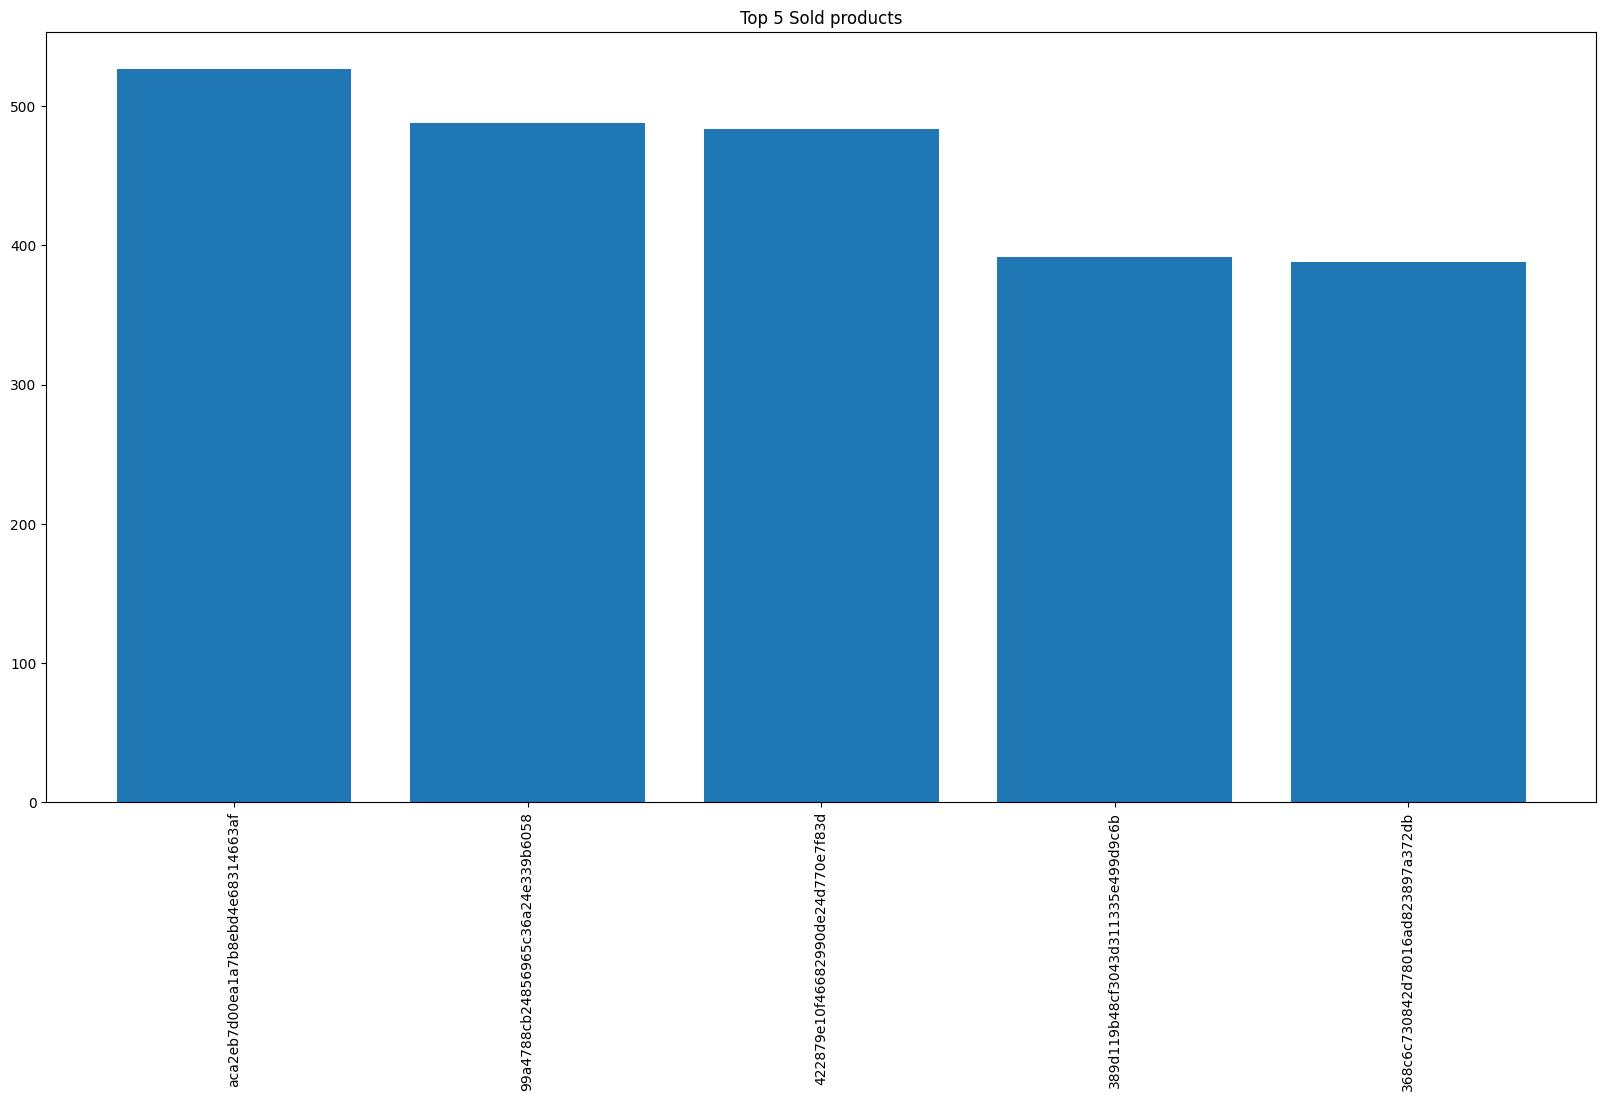 Top 5 Sold products
500
400
300
200
100
0
aca2eb7d00ea1a7b8ebd4e68314663af
99a4788cb24856965c36a24e339b6058
422879e10f46682990de24d770e7f83d
389d119b48cf3043d311335e499d9c6b
368c6c730842d78016ad823897a372db